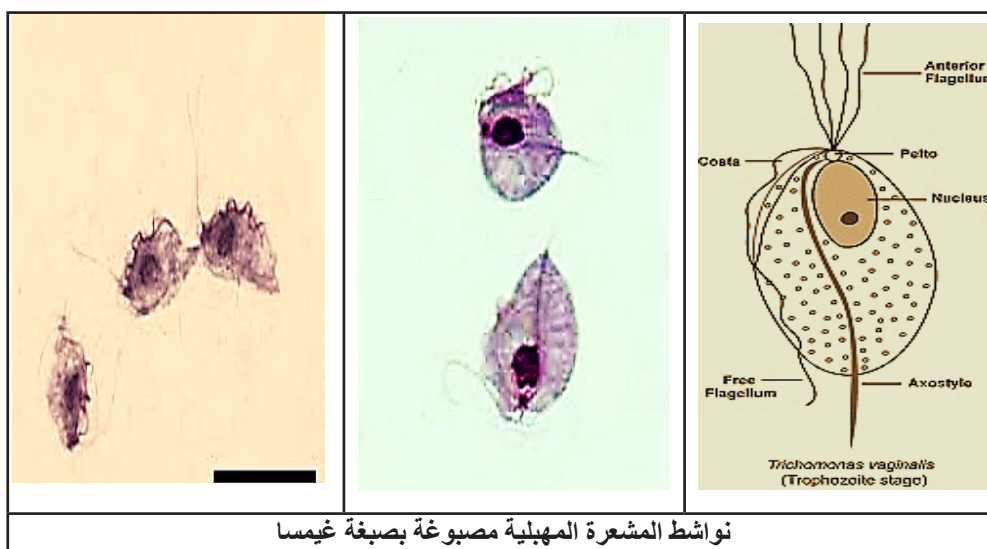 Anterior
Flagellum
Costa
Pelta
Nucleus
Free
Flagellum
Axostyle
Trichomonas vaginalis
(Trophozoite stage)
نواشط المشعرة المهبلية مصبوغة بصبغة غيمسا